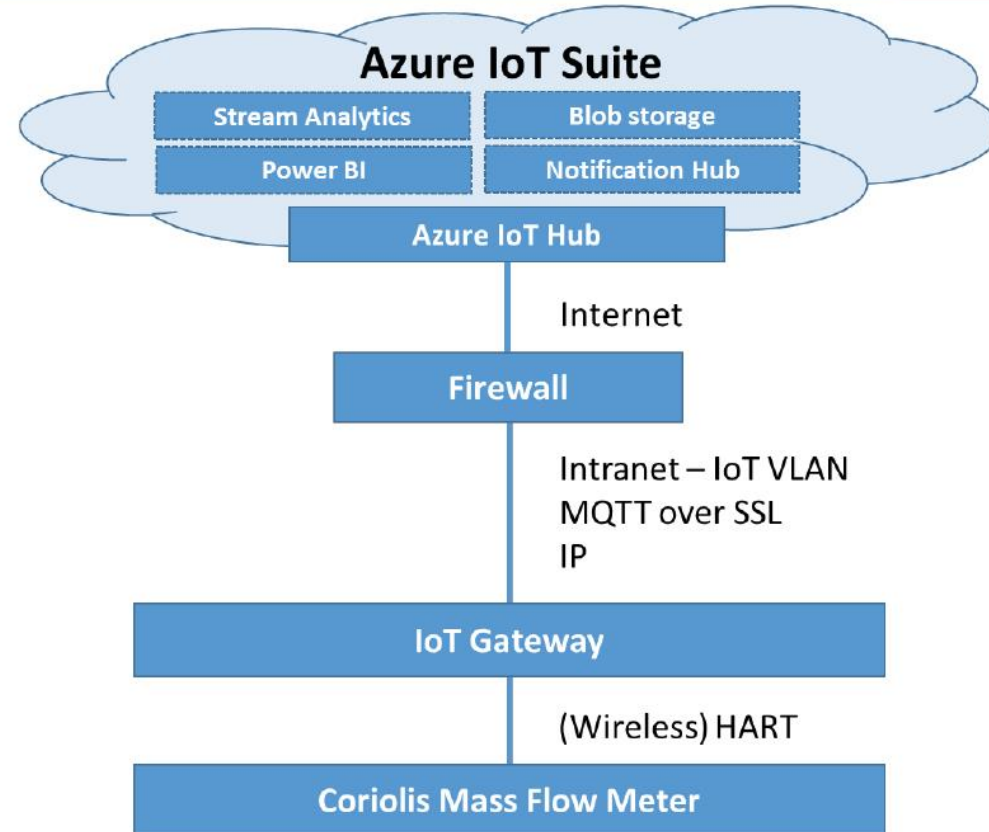 Azure IoT Suite
Stream Analytics
Blob storage
Power BI
Notification Hub
Azure IoT Hub
Internet
Firewall
Intranet – IoT VLAN
MQTT over SSL
IP
IoT Gateway
(Wireless) HART
Coriolis Mass Flow Meter